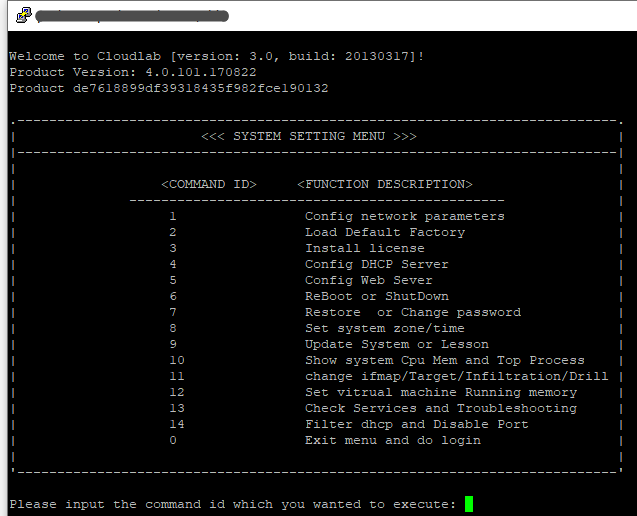 Welcome to Cloudlab [version: 3.0, build: 20130317]!
Product Version: 4.0.101.170822
Product de7618899df39318435f982fce190132
<<< SYSTEM SETTING MENU >>>
<COMMAND ID> <FUNCTION DESCRIPTION>
1 Config network parameters
2 Load Default Factory
3 Install license
4 Config DHCP Server
5 Config Web Sever
6 ReBoot or ShutDown
7 Restore  or Change password
8 Set system zone/time
9 Update System or Lesson
10 Show system Cpu Mem and Top Process
11 change ifmap/Target/Infiltration/Drill
12 Set vitrual machine Running memory
13 Check Services and Troubleshooting
14 Filter dhcp and Disable Port
0 Exit menu and do login
Please input the command id which you wanted to execute: